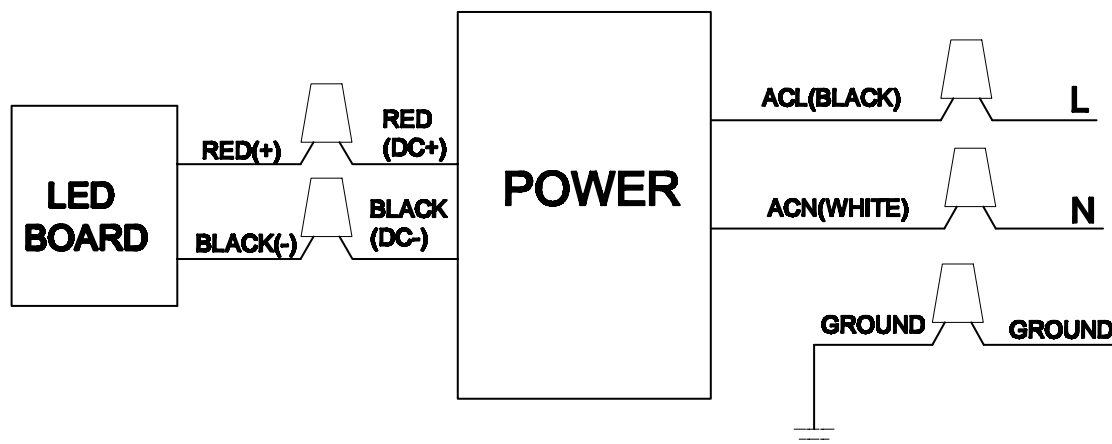 LED
BOARD
RED(+)
BLACK(-)
RED
(DC+)
BLACK
(DC-)
POWER
ACL(BLACK)
L
ACN(WHITE)
N
GROUND
GROUND